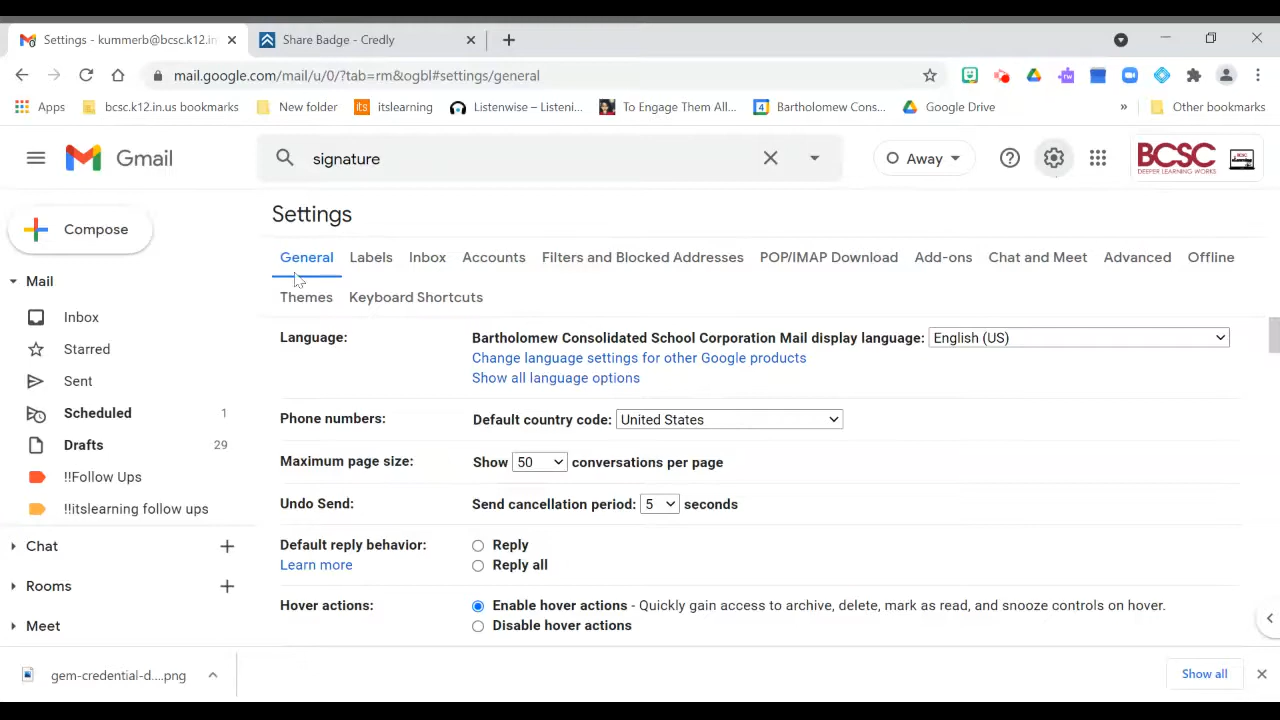 Settings - kummerb@bcsc.k12.in
Share Badge - Credly
mail.google.com/mail/u/0/?tab=rm&ogbl#settings/general
Apps
bcsc.k12.in.us bookmarks
New folder
its
itslearning
Listenwise – Listeni...
To Engage Them All...
4
Bartholomew Cons...
Google Drive
»
Other bookmarks
Gmail
signature
Away
BCSC
DEEPER LEARNING WORKS
Settings
Compose
General Labels Inbox Accounts Filters and Blocked Addresses POP/IMAP Download Add-ons Chat and Meet Advanced Offline
Themes Keyboard Shortcuts
Mail
Inbox
Starred
Sent
Scheduled 1
Drafts 29
!!Follow Ups
!!itslearning follow ups
Chat
Rooms
Meet
Language: Bartholomew Consolidated School Corporation Mail display language: English (US)
Change language settings for other Google products
Show all language options
Phone numbers: Default country code: United States
Maximum page size: Show 50 conversations per page
Undo Send: Send cancellation period: 5 seconds
Default reply behavior: Reply
Learn more Reply all
Hover actions: Enable hover actions - Quickly gain access to archive, delete, mark as read, and snooze controls on hover.
Disable hover actions
gem-credential-d....png
Show all